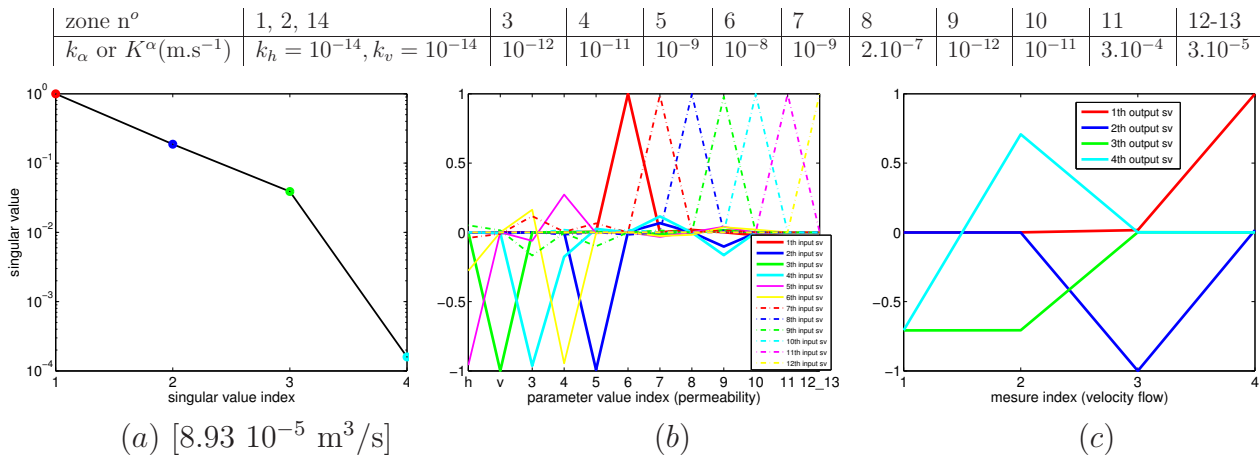 zone nᵒ 1, 2, 14 3 4 5 6 7 8 9 10 11 12-13
kα or K^α(m.s⁻¹) k_h = 10⁻¹⁴, k_v = 10⁻¹⁴ 10⁻¹² 10⁻¹¹ 10⁻⁹ 10⁻⁸ 10⁻⁹ 2.10⁻⁷ 10⁻¹² 10⁻¹¹ 3.10⁻⁴ 3.10⁻⁵
10⁰
10⁻¹
10⁻²
10⁻³
10⁻⁴
singular value
1 2 3 4
singular value index
(a) [8.93 10⁻⁵ m³/s]
1
0.5
0
−0.5
−1
1th input sv
2th input sv
3th input sv
4th input sv
5th input sv
6th input sv
7th input sv
8th input sv
9th input sv
10th input sv
11th input sv
12th input sv
h v 3 4 5 6 7 8 9 10 11 12_13
parameter value index (permeability)
(b)
1
0.5
0
−0.5
−1
1th output sv
2th output sv
3th output sv
4th output sv
1 2 3 4
mesure index (velocity flow)
(c)